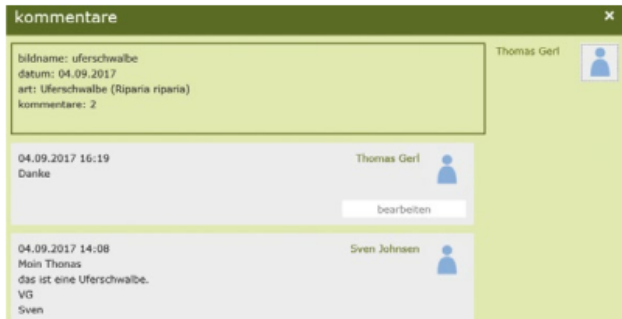 kommentare ×
bildname: uferschwalbe
datum: 04.09.2017
art: Uferschwalbe (Riparia riparia)
kommentare: 2
Thomas Gerl
04.09.2017 16:19
Thomas Gerl
Danke
bearbeiten
04.09.2017 14:08
Sven Johnsen
Moin Thonas
das ist eine Uferschwalbe.
VG
Sven